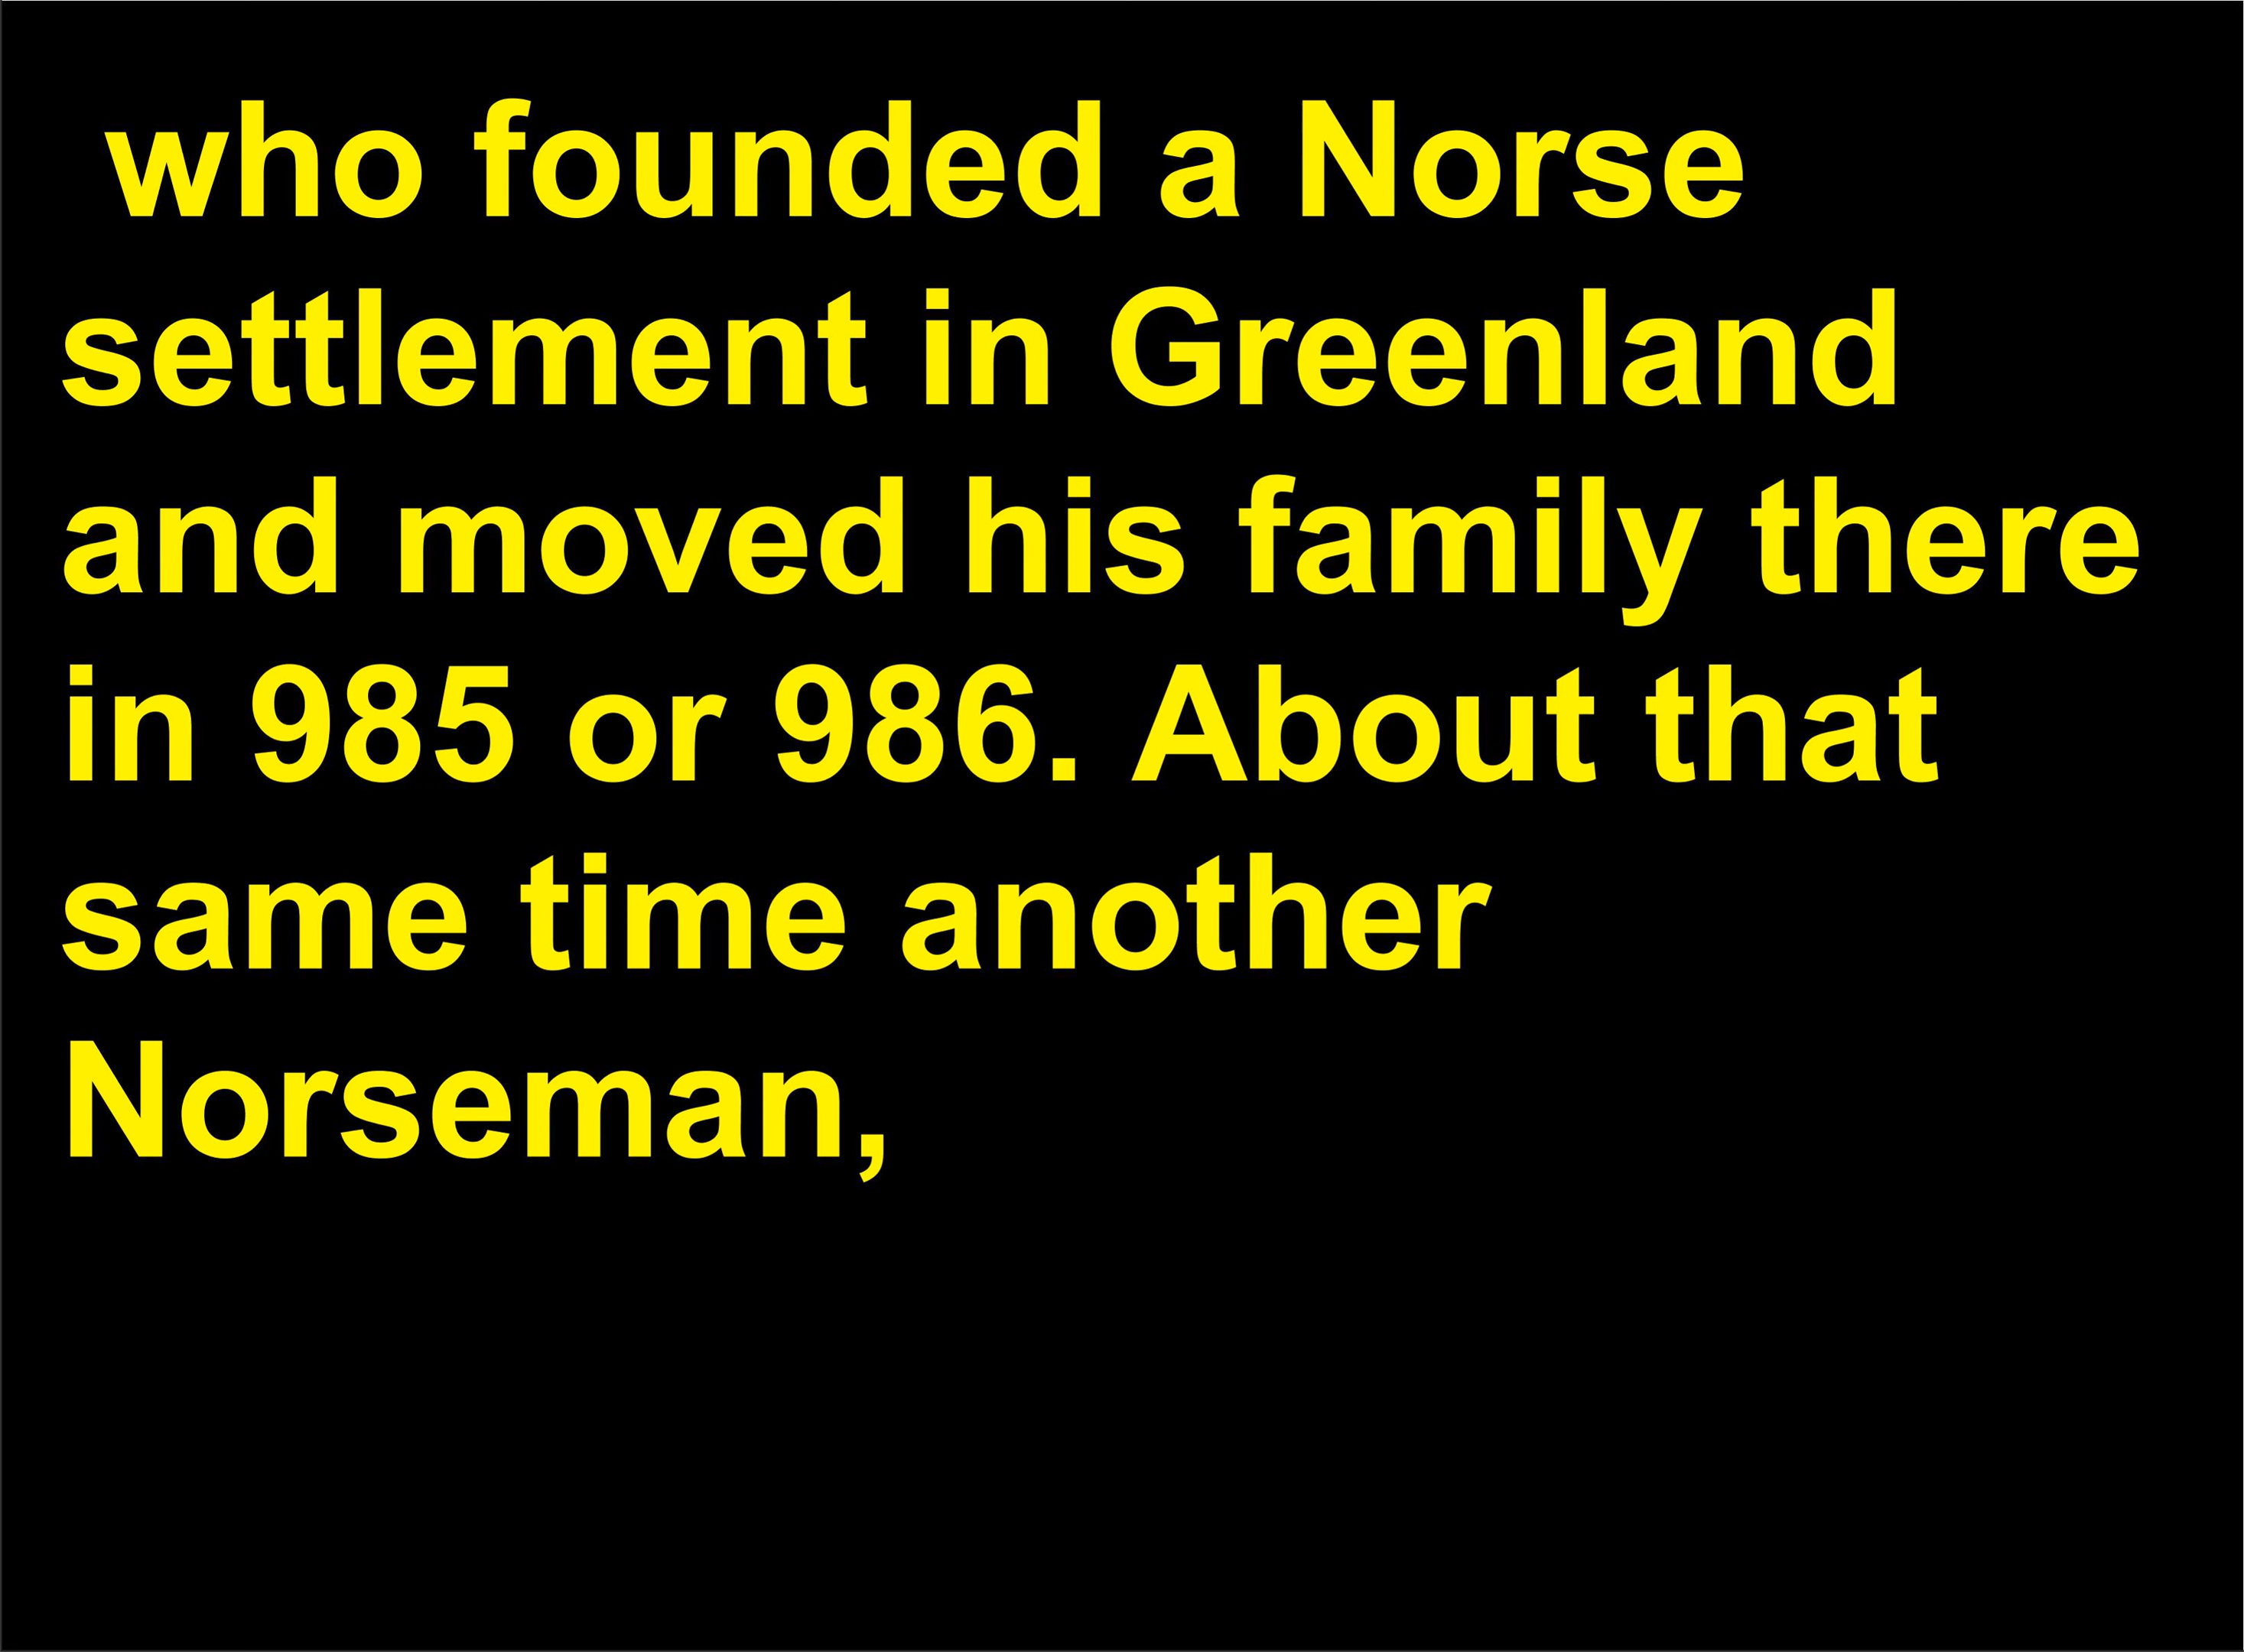 who founded a Norse
settlement in Greenland
and moved his family there
in 985 or 986. About that
same time another
Norseman,